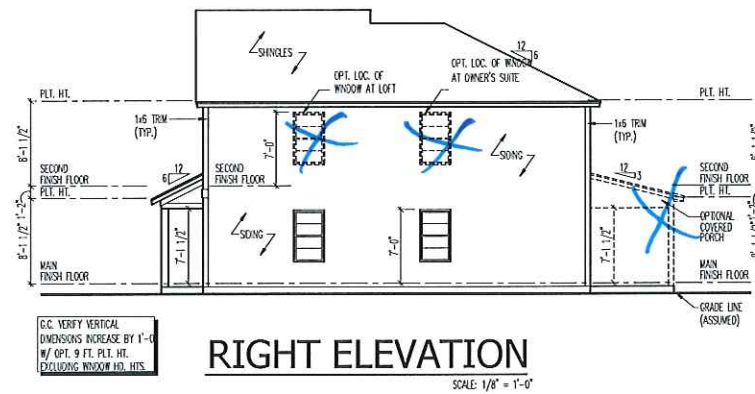 SHINGLES
OPT. LOC. OF
WINDOW AT LOFT
OPT. LOC. OF WINDOW
AT OWNER'S SUITE
12
6
PLT. HT.
PLT. HT.
1x6 TRIM
(TYP.)
1x6 TRIM
(TYP.)
8'-1 1/2"
7'-0"
SIDING
SECOND
FINISH FLOOR
12
6
SECOND
FINISH FLOOR
12
3
SECOND
FINISH FLOOR
PLT. HT.
PLT. HT.
1'-2"
OPTIONAL
COVERED
PORCH
SIDING
8'-1 1/2"
7'-1 1/2"
7'-0"
7'-1 1/2"
MAIN
FINISH FLOOR
MAIN
FINISH FLOOR
GRADE LINE
(ASSUMED)
G.C. VERIFY VERTICAL
DIMENSIONS INCREASE BY 1'-0
W/ OPT. 9 FT. PLT. HT.
EXCLUDING WINDOW HD. HTS.
RIGHT ELEVATION
SCALE: 1/8" = 1'-0"